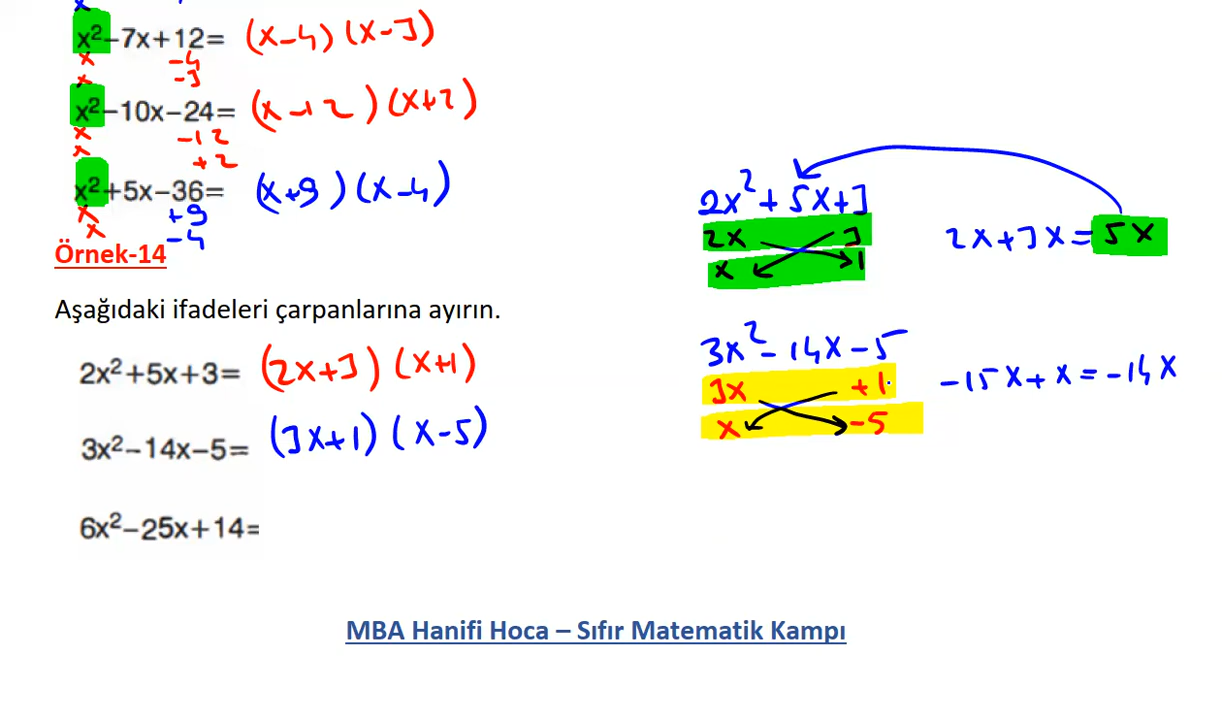 x²-7x+12= (x-4) (x-3)
x -4
x -3
x²-10x-24= (x-12) (x+2)
x -12
x +2
x²+5x-36= (x+9) (x-4)
x +9
x -4
Örnek-14
Aşağıdaki ifadeleri çarpanlarına ayırın.
2x²+5x+3= (2x+3) (x+1)
3x²-14x-5= (3x+1) (x-5)
6x²-25x+14=
2x²+5x+3
2x 3
x 1
2x+3x=5x
3x²-14x-5
3x +1
x -5
-15x+x=-14x
MBA Hanifi Hoca – Sıfır Matematik Kampı